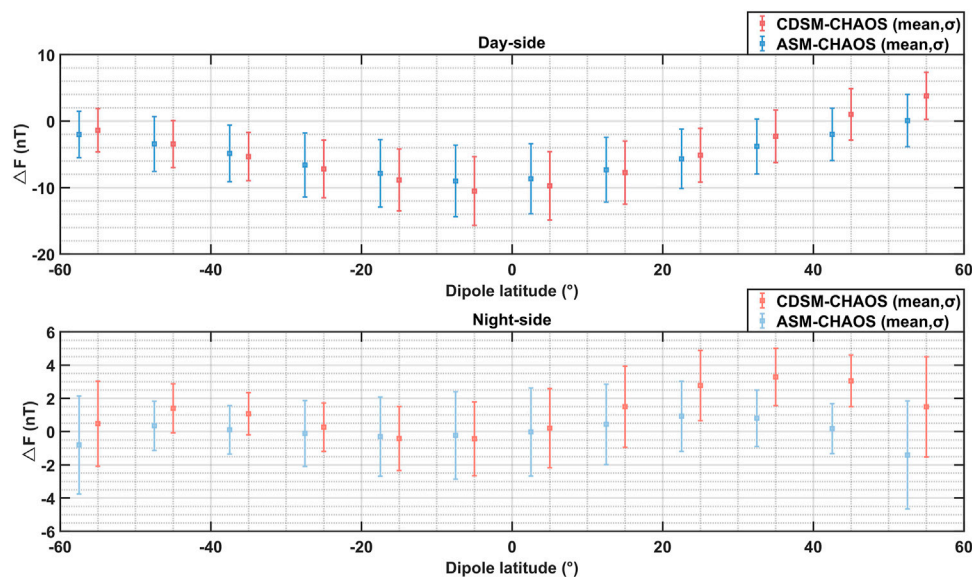 CDSM-CHAOS (mean,σ)
ASM-CHAOS (mean,σ)
Day-side
10
0
-10
-20
△F (nT)
-60
-40
-20
0
20
40
60
Dipole latitude (°)
CDSM-CHAOS (mean,σ)
ASM-CHAOS (mean,σ)
Night-side
6
4
2
0
-2
-4
-6
△F (nT)
-60
-40
-20
0
20
40
60
Dipole latitude (°)